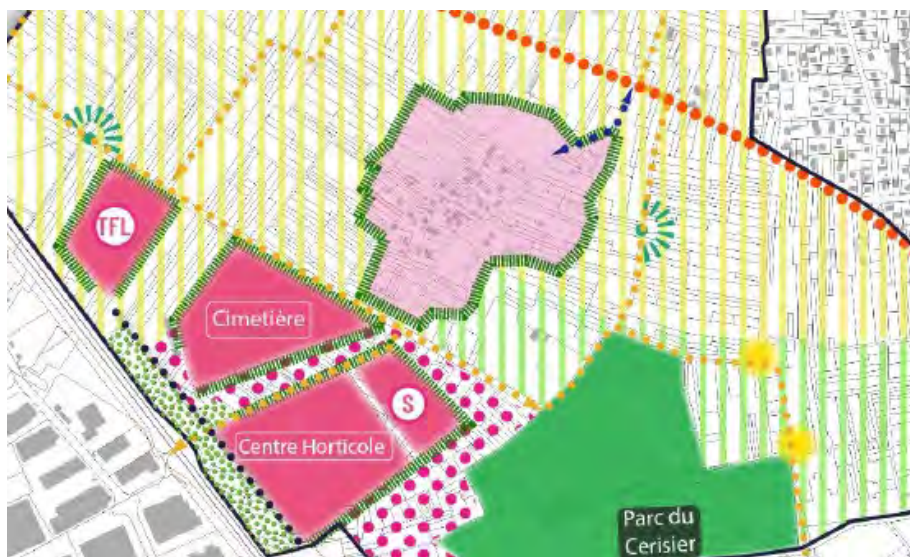 TFL
Cimetière
S
Centre Horticole
Parc du
Cerisier